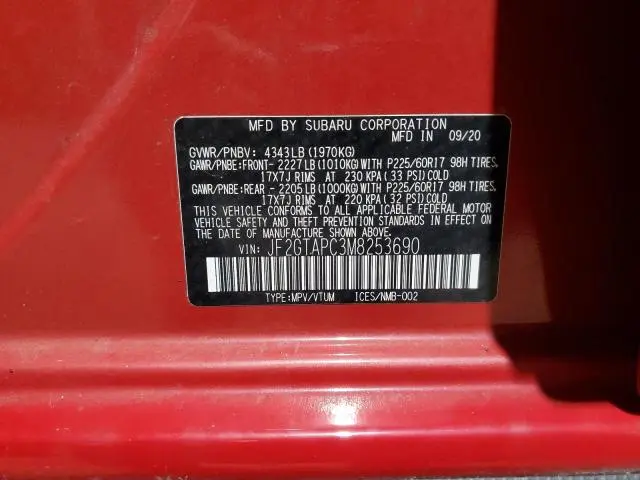 MFD BY SUBARU CORPORATION
MFD IN 09/20
GVWR/PNBV: 4343LB(1970KG)
GAWR/PNBE:FRONT- 2227LB(1010KG)WITH P225/60R17 98H TIRES,
17X7J RIMS AT 230 KPA(33 PSI)COLD
GAWR/PNBE:REAR - 2205LB(1000KG)WITH P225/60R17 98H TIRES,
17X7J RIMS AT 220 KPA(32 PSI)COLD
THIS VEHICLE CONFORMS TO ALL APPLICABLE FEDERAL MOTOR
VEHICLE SAFETY AND THEFT PREVENTION STANDARDS IN EFFECT
ON THE DATE OF MANUFACTURE SHOWN ABOVE.
VIN: JF2GTAPC3M8253690
TYPE:MPV/VTUM ICES/NMB-002